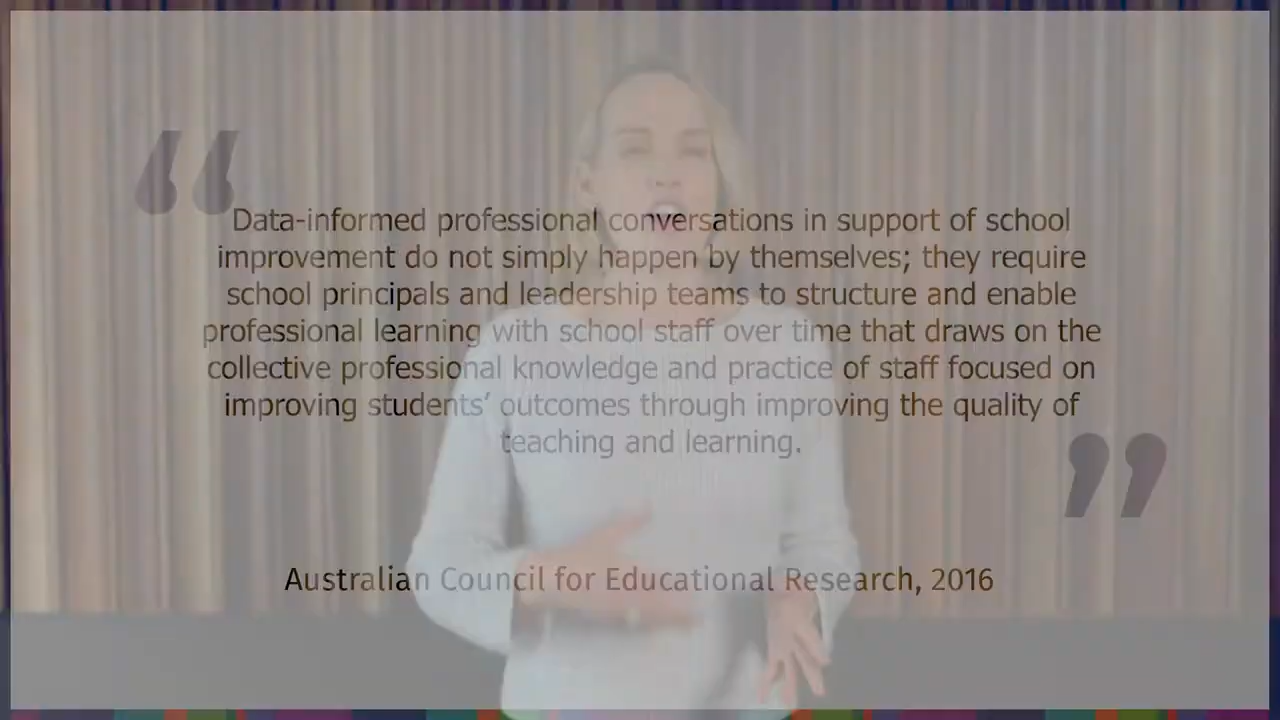 “
Data-informed professional conversations in support of school
improvement do not simply happen by themselves; they require
school principals and leadership teams to structure and enable
professional learning with school staff over time that draws on the
collective professional knowledge and practice of staff focused on
improving students’ outcomes through improving the quality of
teaching and learning.
”
Australian Council for Educational Research, 2016